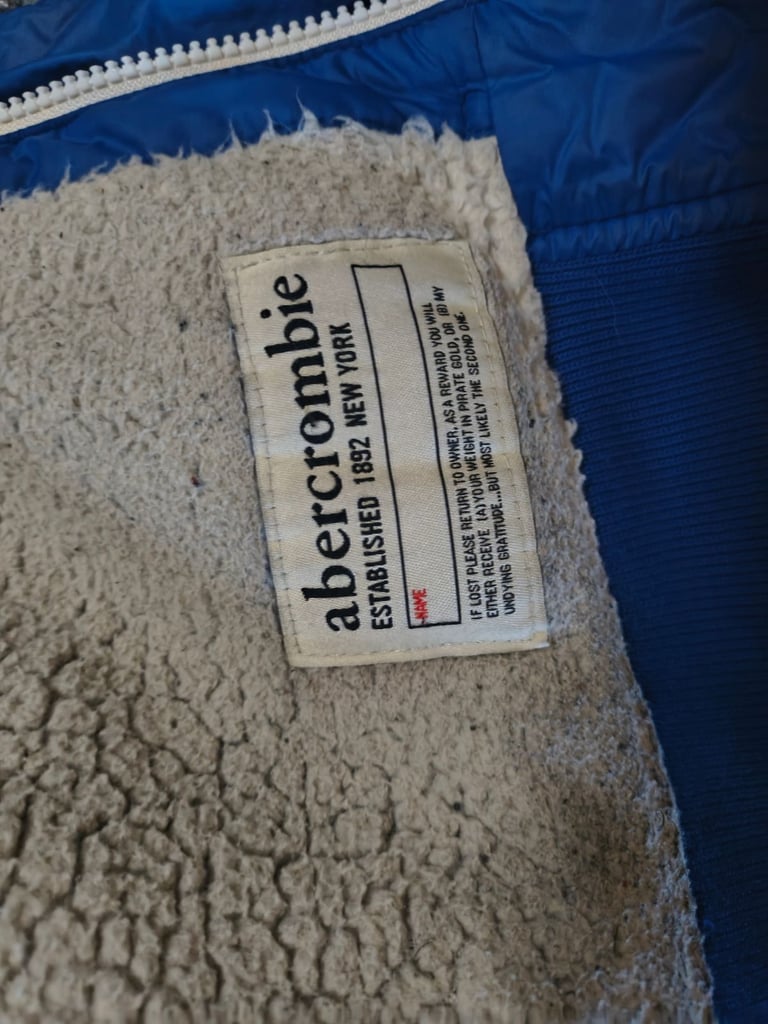 abercrombie
ESTABLISHED 1892 NEW YORK
NAME
IF LOST PLEASE RETURN TO OWNER, AS A REWARD YOU WILL
EITHER RECEIVE (A) YOUR WEIGHT IN PIRATE GOLD, OR (B) MY
UNDYING GRATITUDE...BUT MOST LIKELY THE SECOND ONE.